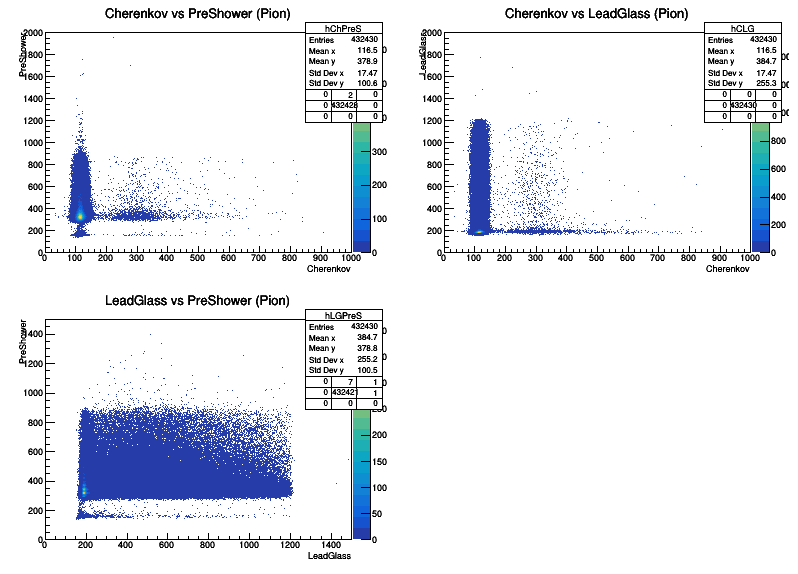 Cherenkov vs PreShower (Pion)
PreShower
2000
1800
1600
1400
1200
1000
800
600
400
200
0
0 100 200 300 400 500 600 700 800 900 1000
Cherenkov
hChPreS
Entries 432430
Mean x 116.5
Mean y 378.9
Std Dev x 17.47
Std Dev y 100.6
0 2 0
0 432428 0
0 0 0
300
200
100
0
Cherenkov vs LeadGlass (Pion)
LeadGlass
2000
1800
1600
1400
1200
1000
800
600
400
200
0
0 100 200 300 400 500 600 700 800 900 1000
Cherenkov
hCLG
Entries 432430
Mean x 116.5
Mean y 384.7
Std Dev x 17.47
Std Dev y 255.3
0 0 0
0 432430 0
0 0 0
800
600
400
200
0
LeadGlass vs PreShower (Pion)
PreShower
1400
1200
1000
800
600
400
200
0
0 200 400 600 800 1000 1200 1400
LeadGlass
hLGPreS
Entries 432430
Mean x 384.7
Mean y 378.8
Std Dev x 255.2
Std Dev y 100.5
0 7 1
0 432421 1
0 0 0
250
200
150
100
50
0